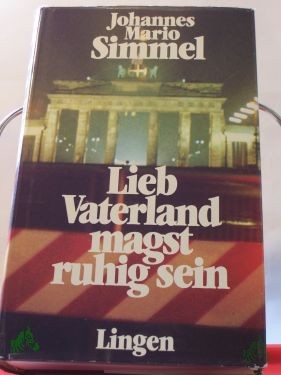 Johannes
Mario
Simmel
Lieb
Vaterland
magst
ruhig sein
Lingen